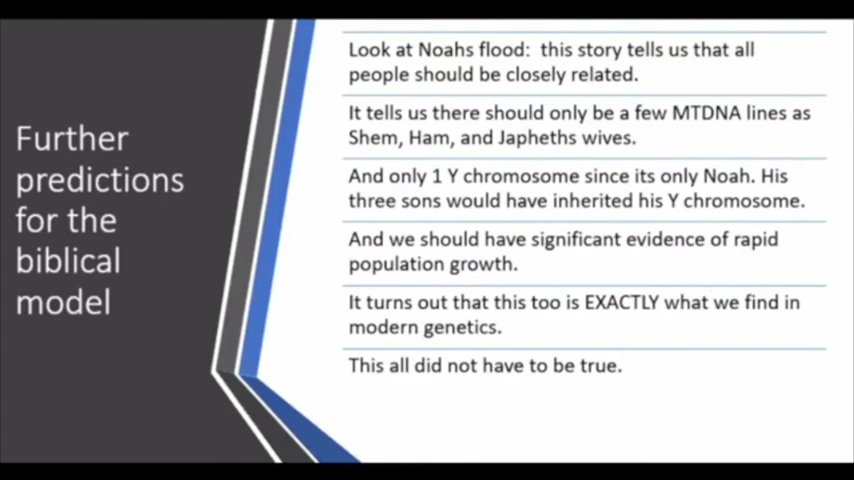 Further
predictions
for the
biblical
model
Look at Noahs flood: this story tells us that all
people should be closely related.
It tells us there should only be a few MTDNA lines as
Shem, Ham, and Japheths wives.
And only 1 Y chromosome since its only Noah. His
three sons would have inherited his Y chromosome.
And we should have significant evidence of rapid
population growth.
It turns out that this too is EXACTLY what we find in
modern genetics.
This all did not have to be true.